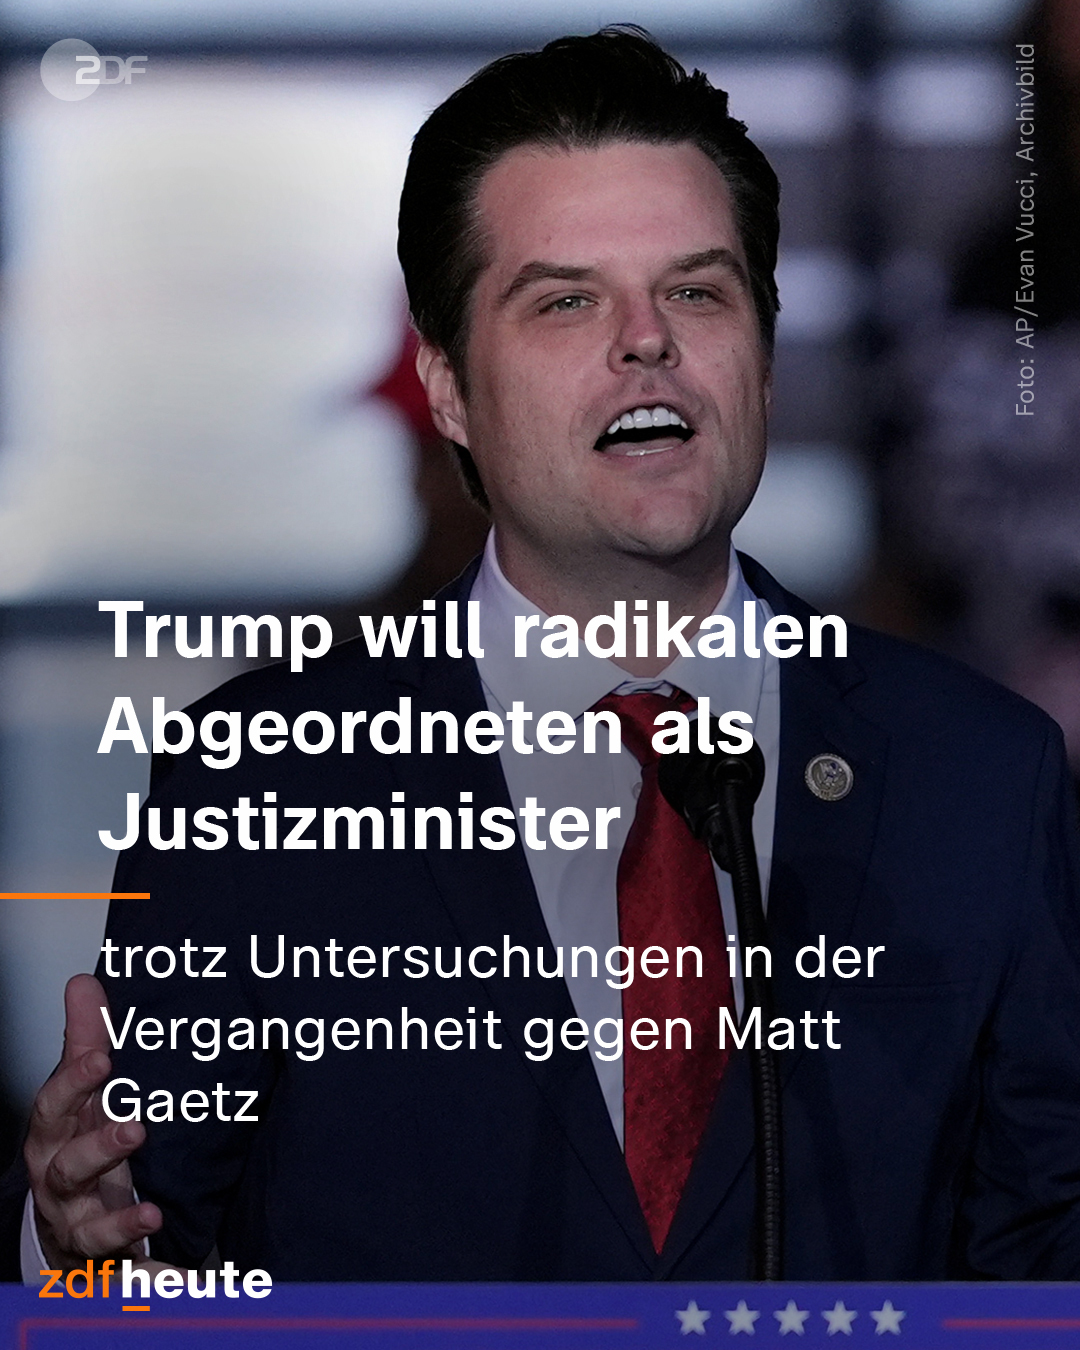 ZDF
Foto: AP/Evan Vucci, Archivbild
Trump will radikalen
Abgeordneten als
Justizminister
trotz Untersuchungen in der
Vergangenheit gegen Matt
Gaetz
zdfheute